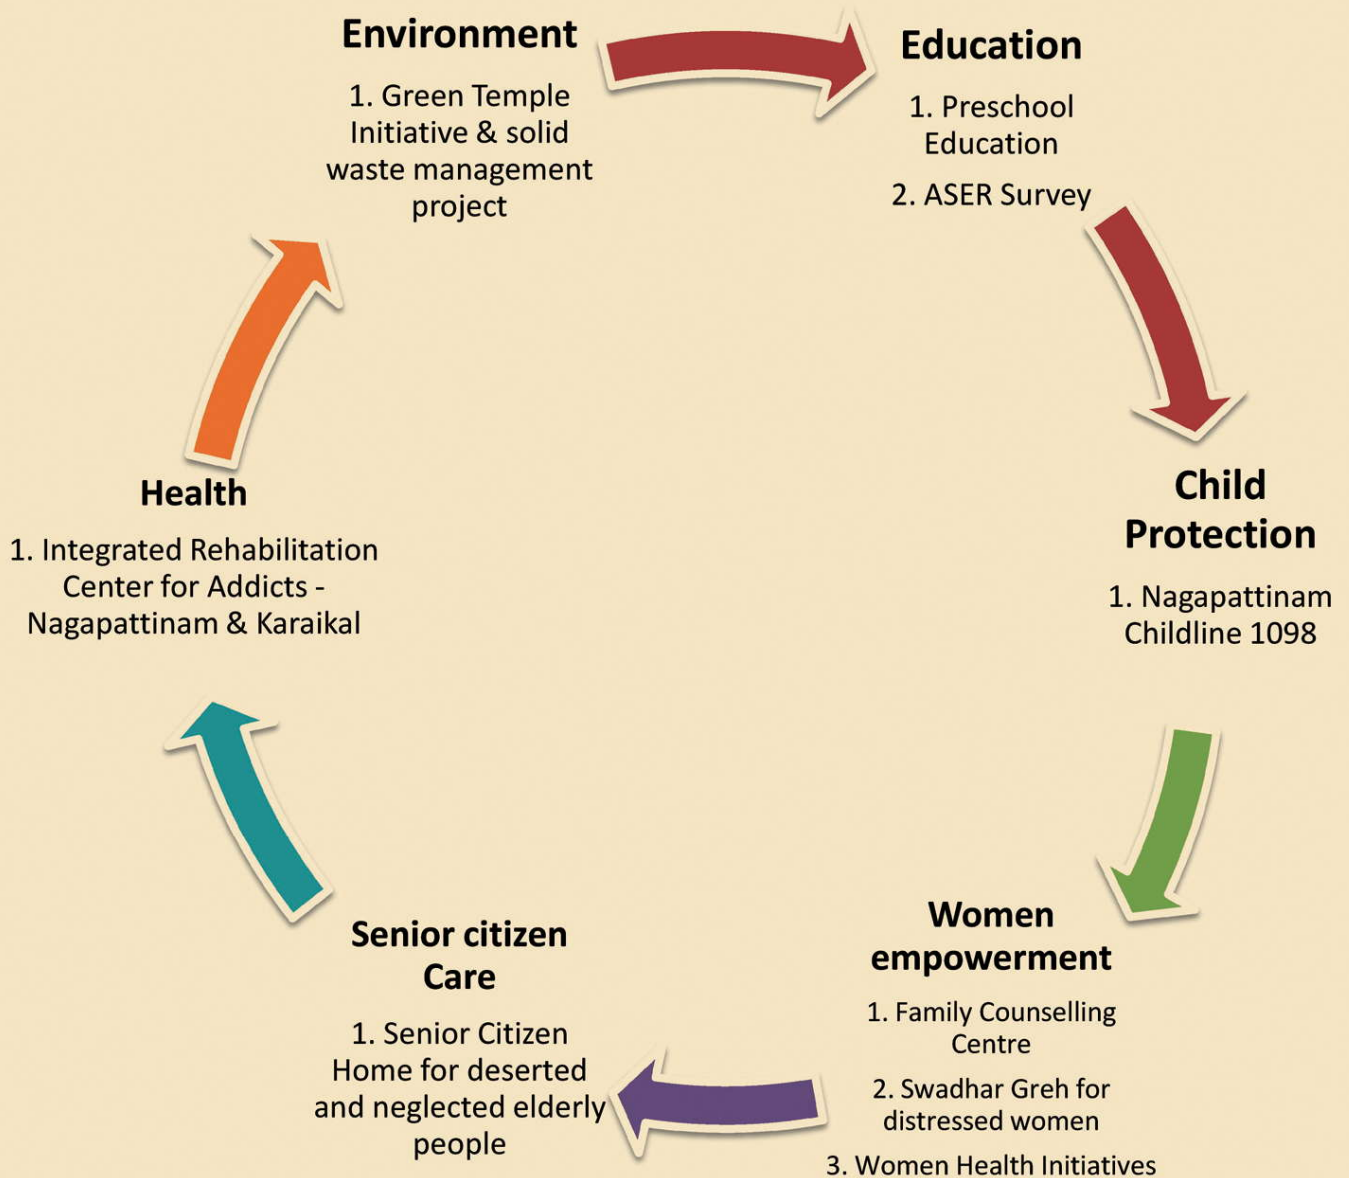 Environment
1. Green Temple
Initiative & solid
waste management
project
Education
1. Preschool
Education
2. ASER Survey
Child
Protection
1. Nagapattinam
Childline 1098
Women
empowerment
1. Family Counselling
Centre
2. Swadhar Greh for
distressed women
3. Women Health Initiatives
Senior citizen
Care
1. Senior Citizen
Home for deserted
and neglected elderly
people
Health
1. Integrated Rehabilitation
Center for Addicts -
Nagapattinam & Karaikal